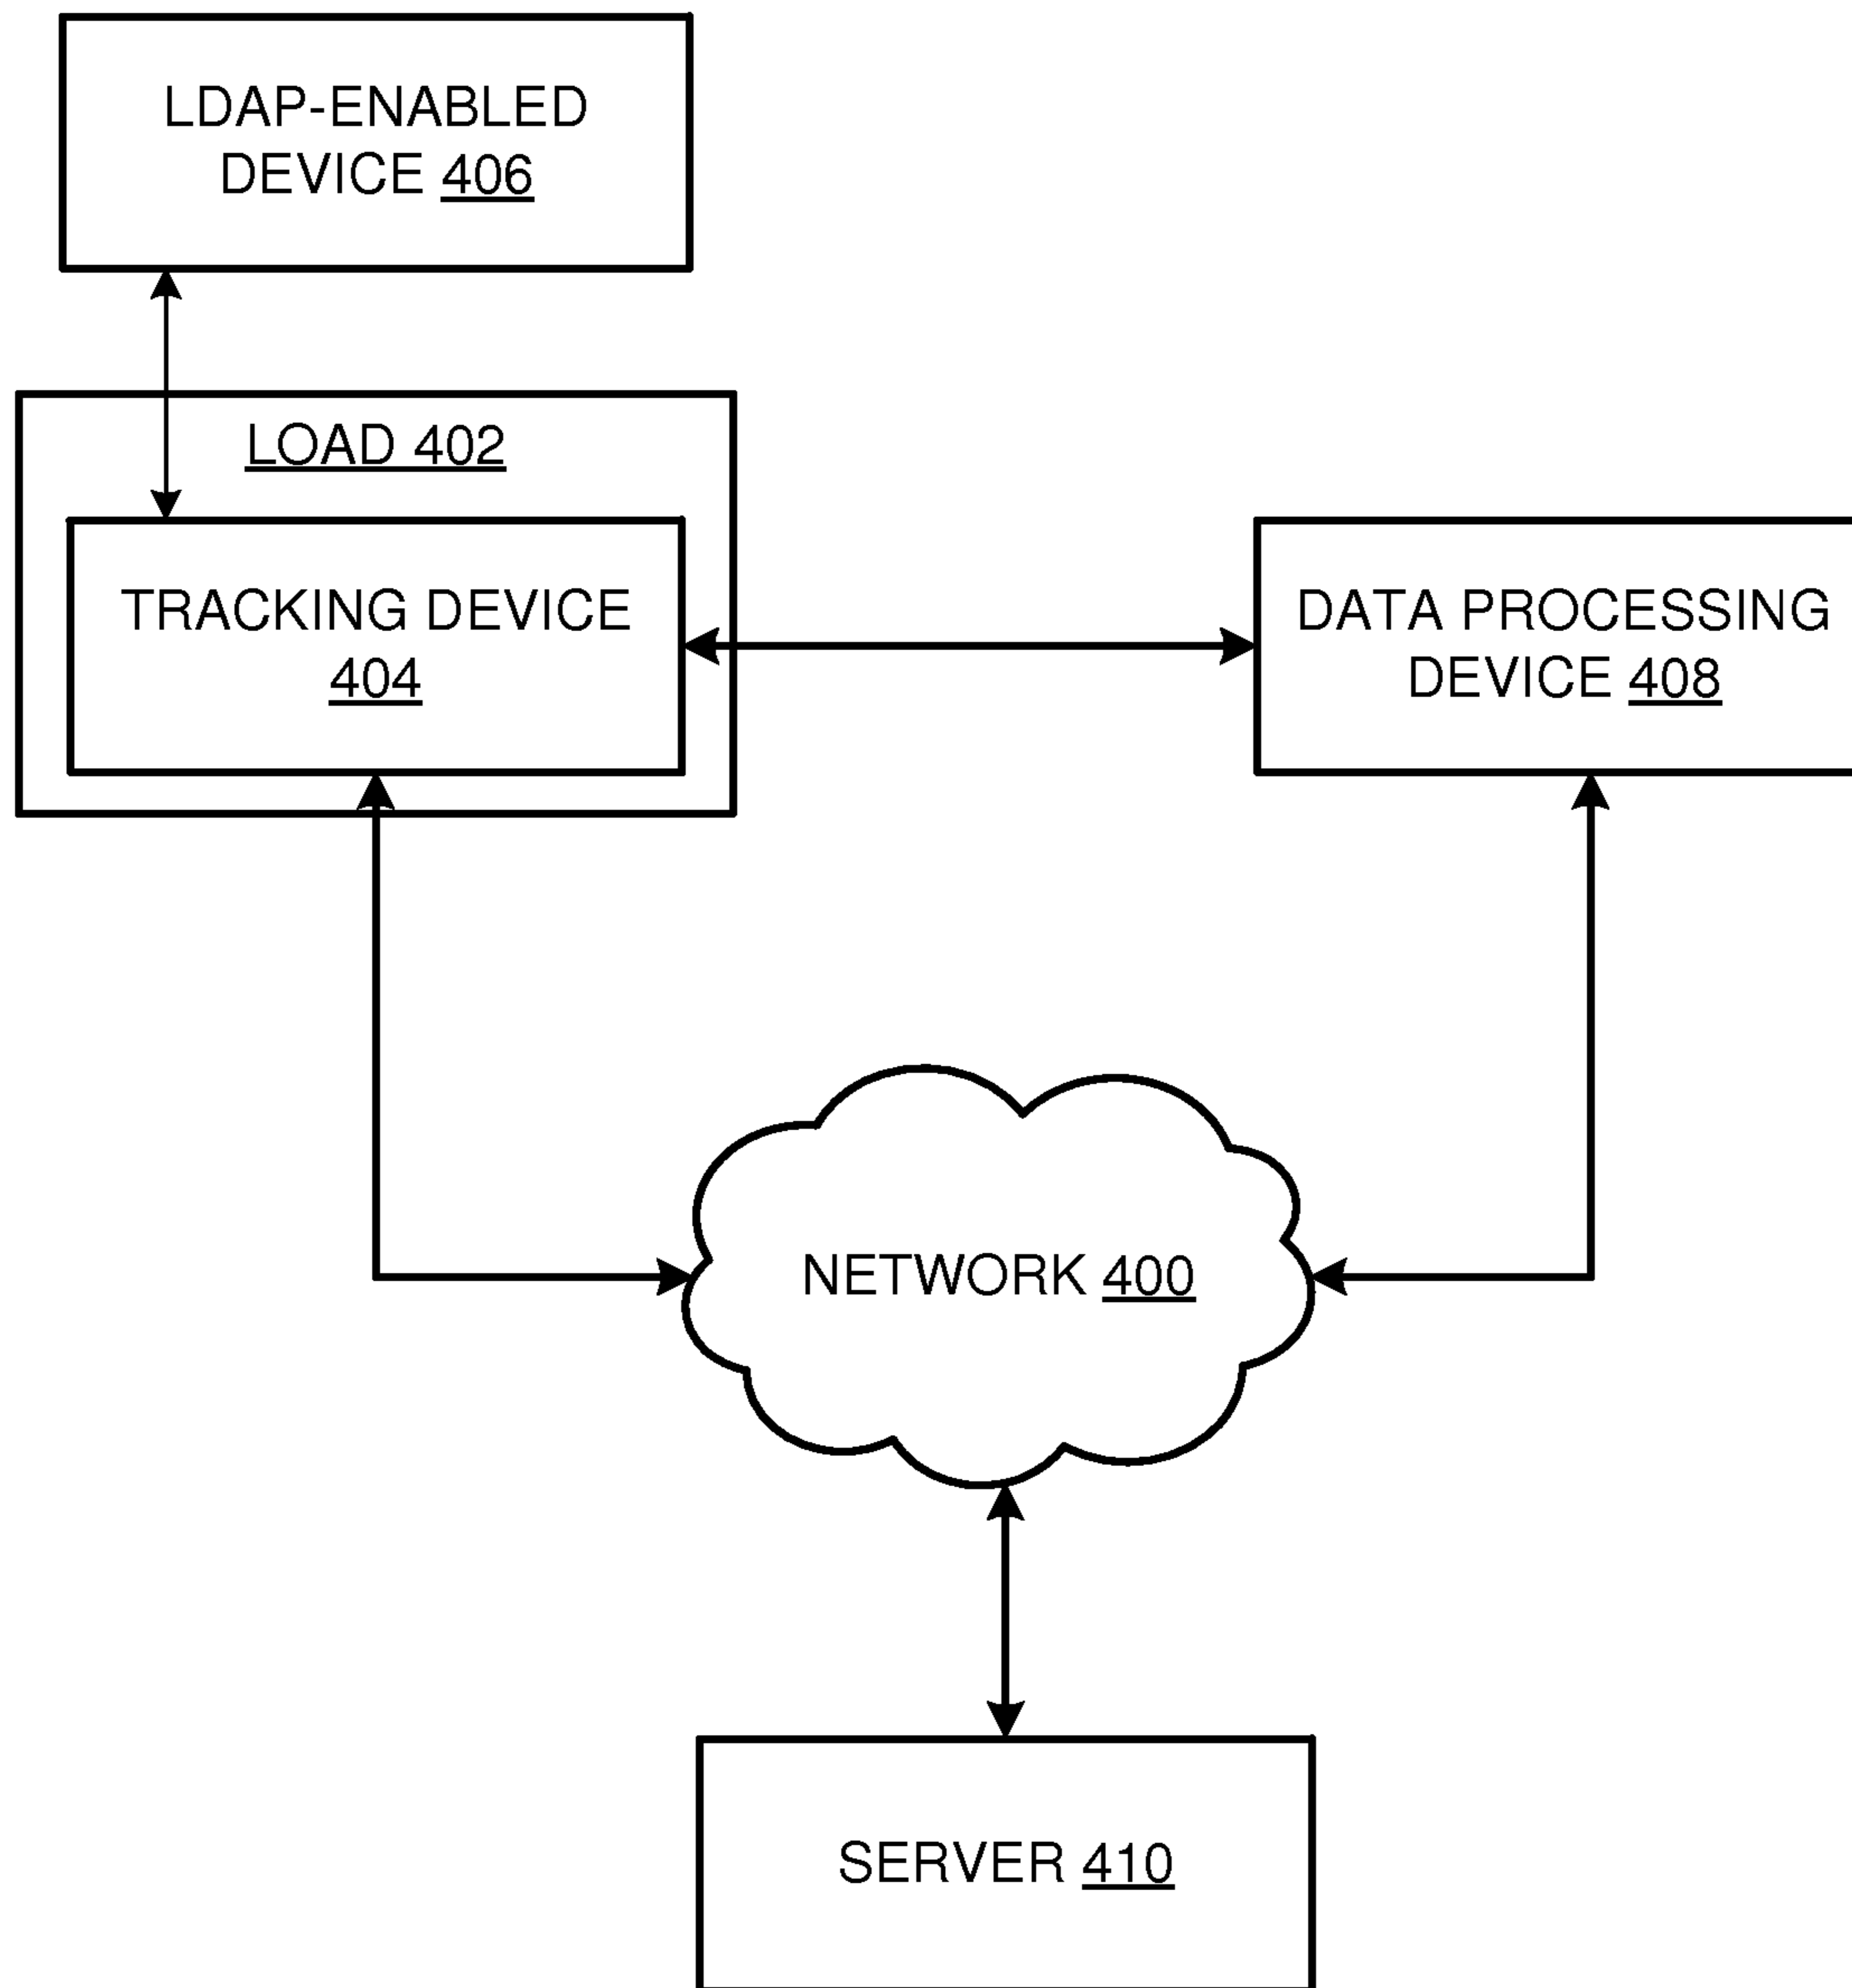 LDAP-ENABLED
DEVICE 406
LOAD 402
TRACKING DEVICE
404
DATA PROCESSING
DEVICE 408
NETWORK 400
SERVER 410